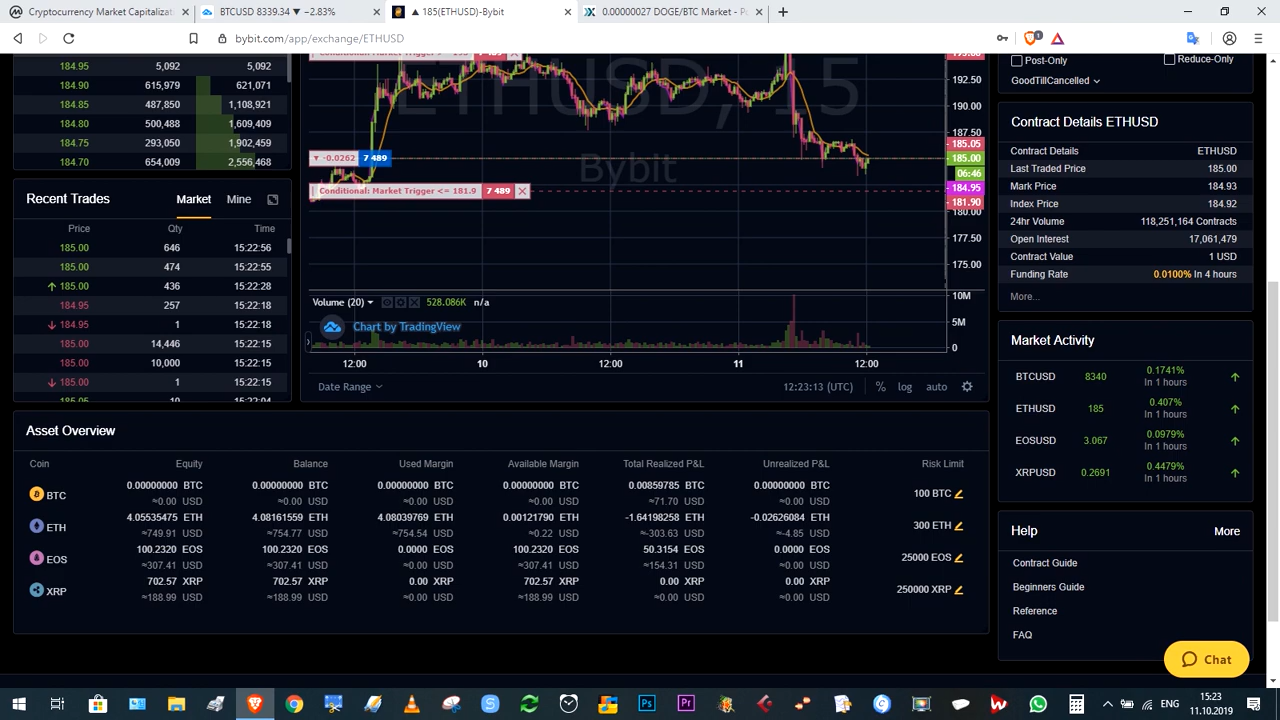 Cryptocurrency Market Capitalizat ×
BTCUSD 8339.34 ▼ −2.83% ×
▲ 185(ETHUSD)-Bybit ×
0.00000027 DOGE/BTC Market - Po ×
bybit.com/app/exchange/ETHUSD
184.95 5,092 5,092
184.90 615,979 621,071
184.85 487,850 1,108,921
184.80 500,488 1,609,409
184.75 293,050 1,902,459
184.70 654,009 2,556,468
Recent Trades Market Mine
Price Qty Time
185.00 646 15:22:56
185.00 474 15:22:55
185.00 436 15:22:28
184.95 257 15:22:18
184.95 1 15:22:18
185.00 14,446 15:22:15
185.00 10,000 15:22:15
185.00 1 15:22:15
185.05 10 15:22:04
ETHUSD, 15
Bybit
-0.0262 7 489
Conditional: Market Trigger <= 181.9 7 489
192.50
190.00
187.50
185.05
185.00
06:46
184.95
181.90
180.00
177.50
175.00
Volume (20) 528.086K n/a
10M
5M
0
Chart by TradingView
12:00 10 12:00 11 12:00
Date Range 12:23:13 (UTC) % log auto
Post-Only Reduce-Only
GoodTillCancelled
Contract Details ETHUSD
Contract Details ETHUSD
Last Traded Price 185.00
Mark Price 184.93
Index Price 184.92
24hr Volume 118,251,164 Contracts
Open Interest 17,061,479
Contract Value 1 USD
Funding Rate 0.0100% In 4 hours
More...
Market Activity
BTCUSD 8340 0.1741% In 1 hours
ETHUSD 185 0.407% In 1 hours
EOSUSD 3.067 0.0979% In 1 hours
XRPUSD 0.2691 0.4479% In 1 hours
Asset Overview
Coin Equity Balance Used Margin Available Margin Total Realized P&L Unrealized P&L Risk Limit
BTC 0.00000000 BTC 0.00000000 BTC 0.00000000 BTC 0.00000000 BTC 0.00859785 BTC 0.00000000 BTC 100 BTC
≈0.00 USD ≈0.00 USD ≈0.00 USD ≈0.00 USD ≈71.70 USD ≈0.00 USD
ETH 4.05535475 ETH 4.08161559 ETH 4.08039769 ETH 0.00121790 ETH -1.64198258 ETH -0.02626084 ETH 300 ETH
≈749.91 USD ≈754.77 USD ≈754.54 USD ≈0.22 USD ≈-303.63 USD ≈-4.85 USD
EOS 100.2320 EOS 100.2320 EOS 0.0000 EOS 100.2320 EOS 50.3154 EOS 0.0000 EOS 25000 EOS
≈307.41 USD ≈307.41 USD ≈0.00 USD ≈307.41 USD ≈154.31 USD ≈0.00 USD
XRP 702.57 XRP 702.57 XRP 0.00 XRP 702.57 XRP 0.00 XRP 0.00 XRP 250000 XRP
≈188.99 USD ≈188.99 USD ≈0.00 USD ≈188.99 USD ≈0.00 USD ≈0.00 USD
Help More
Contract Guide
Beginners Guide
Reference
FAQ
Chat
ENG
15:23
11.10.2019